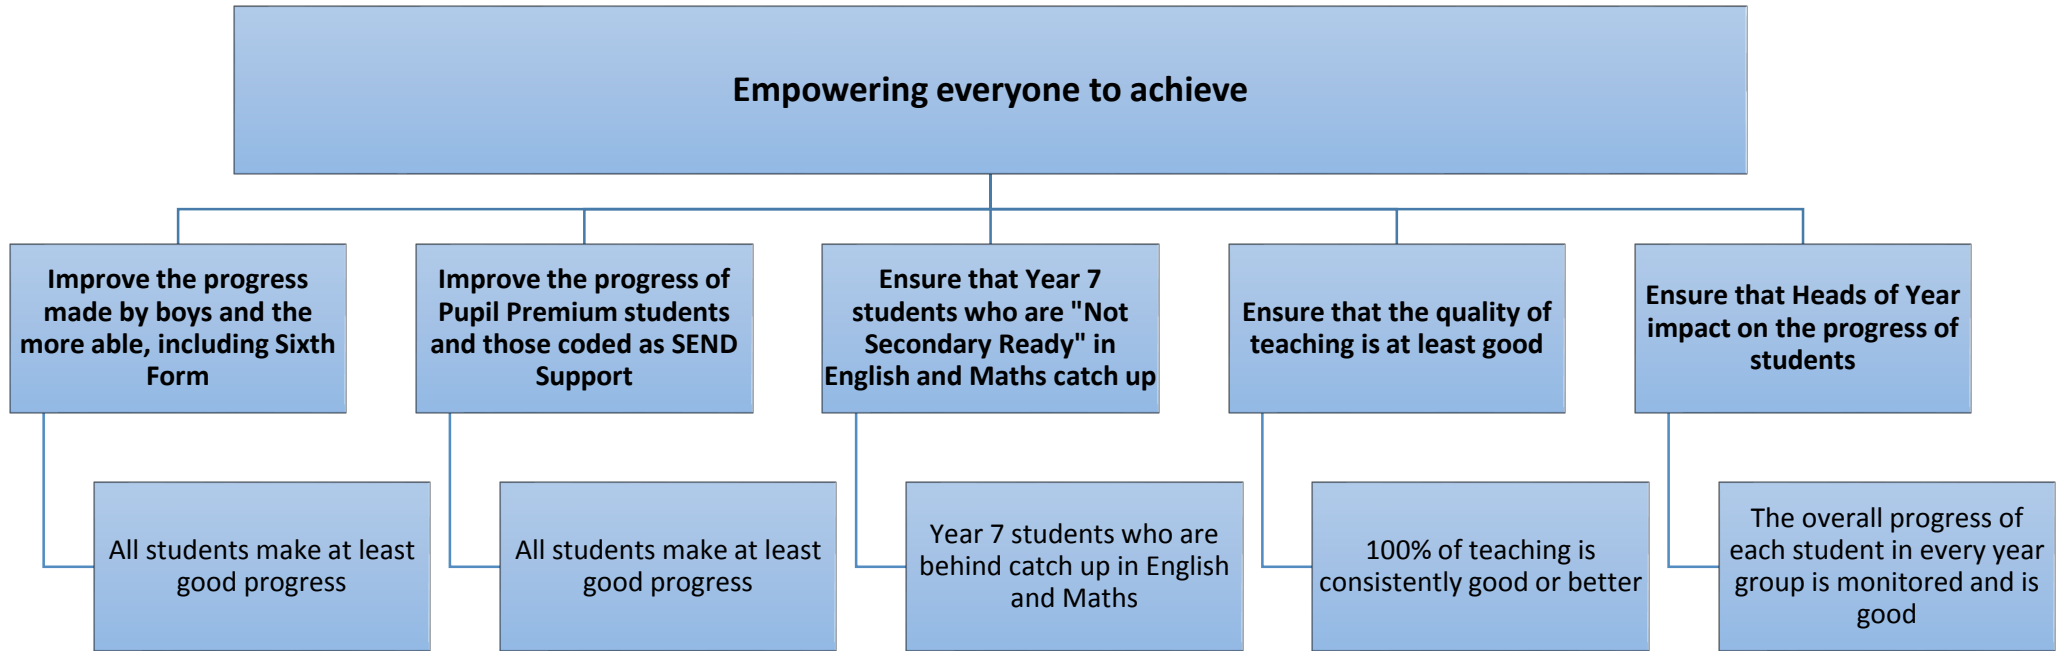 Empowering everyone to achieve
Improve the progress
made by boys and the
more able, including Sixth
Form
Improve the progress of
Pupil Premium students
and those coded as SEND
Support
Ensure that Year 7
students who are "Not
Secondary Ready" in
English and Maths catch up
Ensure that the quality of
teaching is at least good
Ensure that Heads of Year
impact on the progress of
students
All students make at least
good progress
All students make at least
good progress
Year 7 students who are
behind catch up in English
and Maths
100% of teaching is
consistently good or better
The overall progress of
each student in every year
group is monitored and is
good